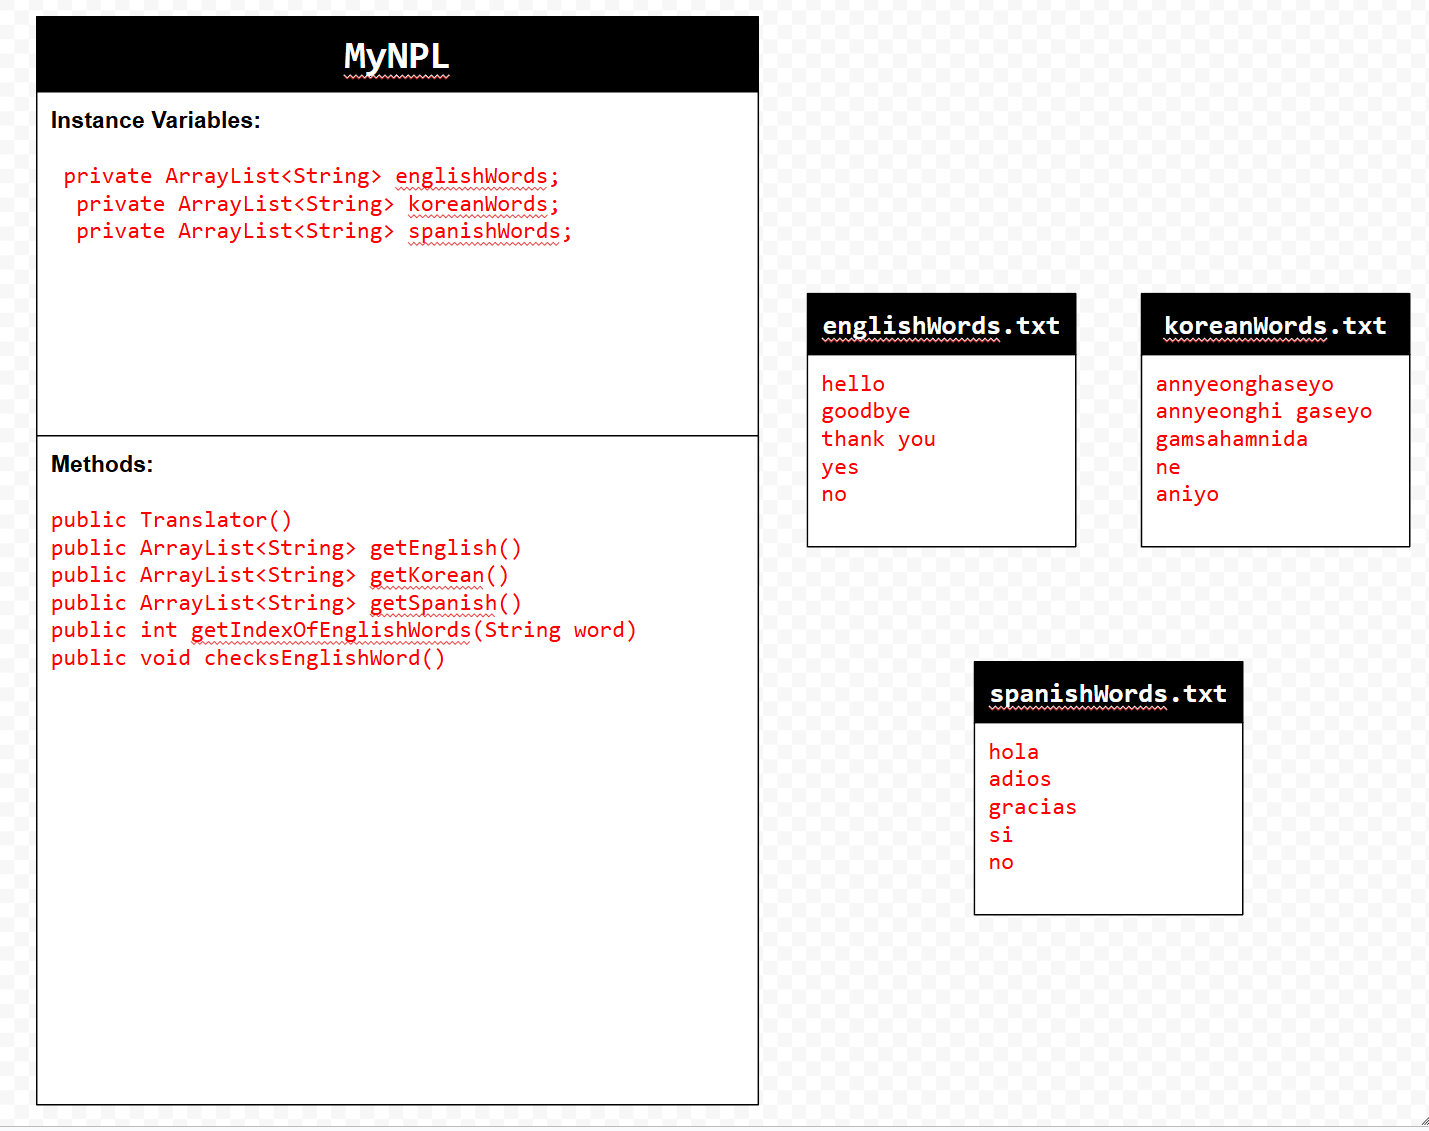 MyNPL
Instance Variables:
private ArrayList<String> englishWords;
private ArrayList<String> koreanWords;
private ArrayList<String> spanishWords;
Methods:
public Translator()
public ArrayList<String> getEnglish()
public ArrayList<String> getKorean()
public ArrayList<String> getSpanish()
public int getIndexOfEnglishWords(String word)
public void checksEnglishWord()
englishWords.txt
hello
goodbye
thank you
yes
no
koreanWords.txt
annyeonghaseyo
annyeonghi gaseyo
gamsahamnida
ne
aniyo
spanishWords.txt
hola
adios
gracias
si
no